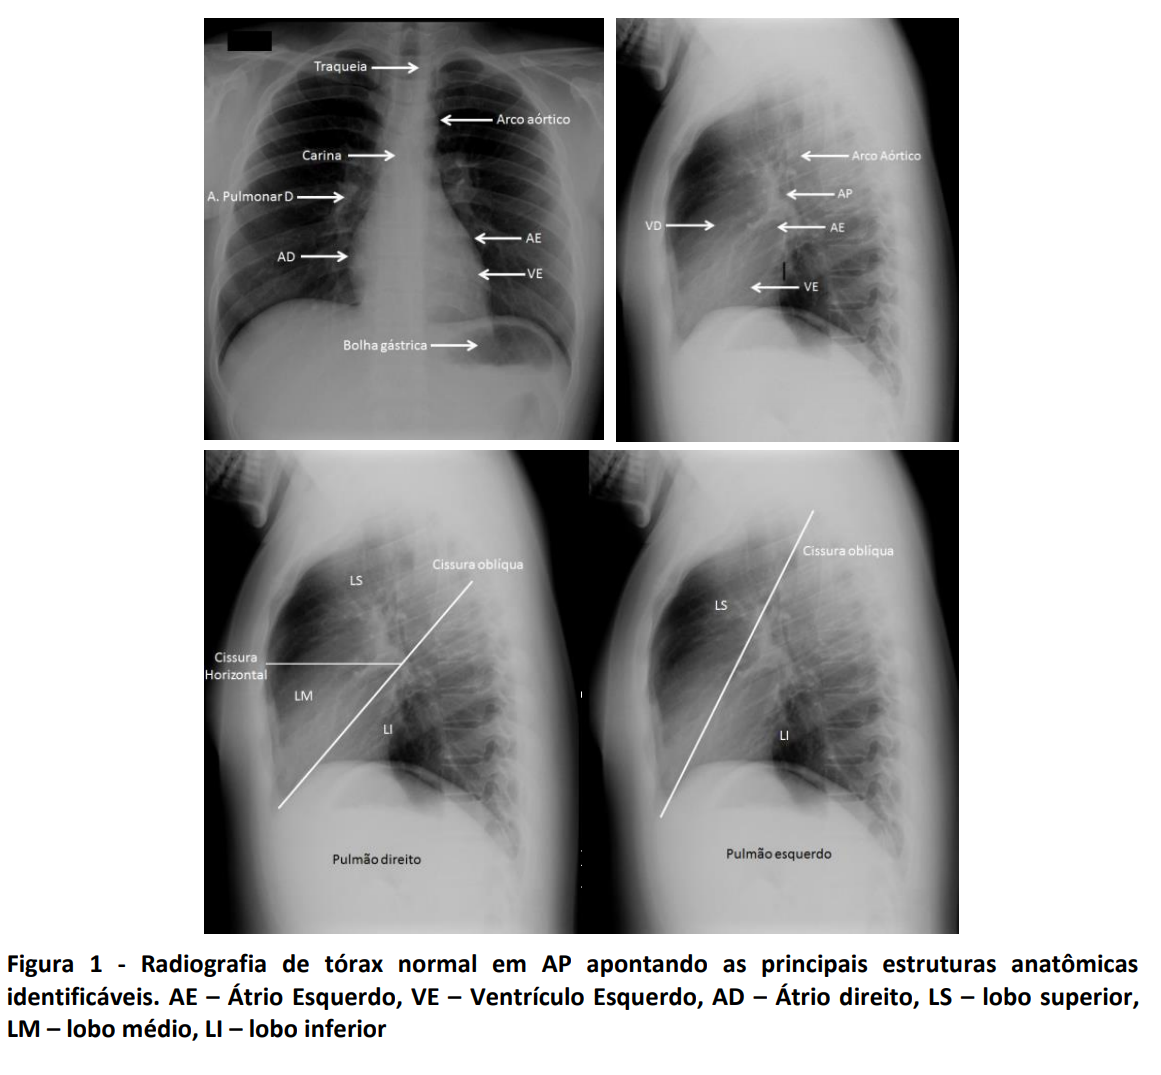 Traqueia
Arco aórtico
Carina
A. Pulmonar D
AE
AD
VE
Bolha gástrica
Arco Aórtico
AP
VD
AE
VE
Cissura oblíqua
LS
Cissura
Horizontal
LM
LI
Pulmão direito
Cissura oblíqua
LS
LI
Pulmão esquerdo
Figura 1 - Radiografia de tórax normal em AP apontando as principais estruturas anatômicas
identificáveis. AE – Átrio Esquerdo, VE – Ventrículo Esquerdo, AD – Átrio direito, LS – lobo superior,
LM – lobo médio, LI – lobo inferior